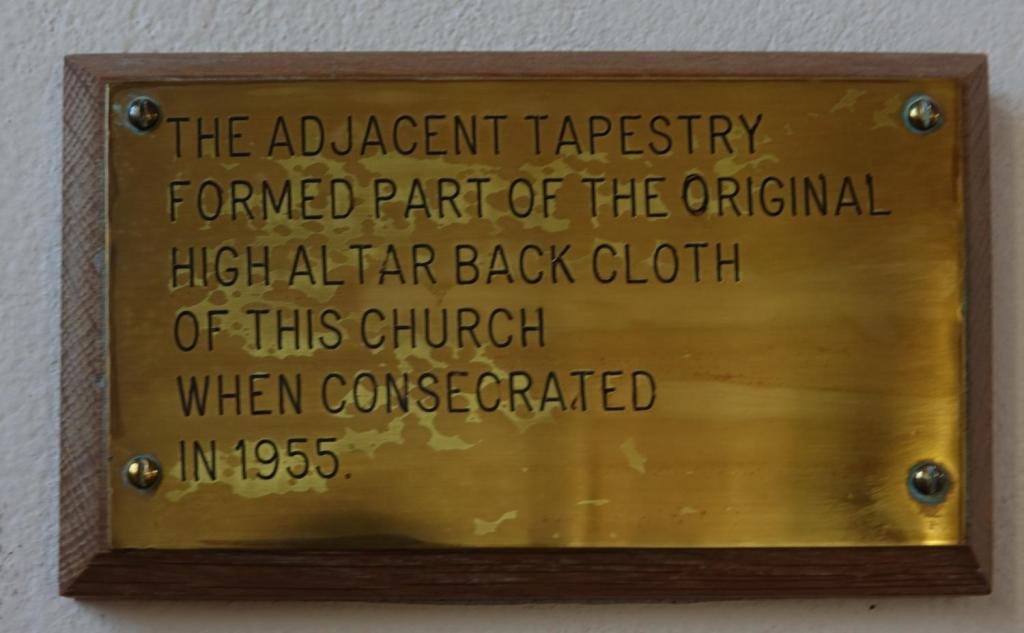 THE ADJACENT TAPESTRY
FORMED PART OF THE ORIGINAL
HIGH ALTAR BACK CLOTH
OF THIS CHURCH
WHEN CONSECRATED
IN 1955.